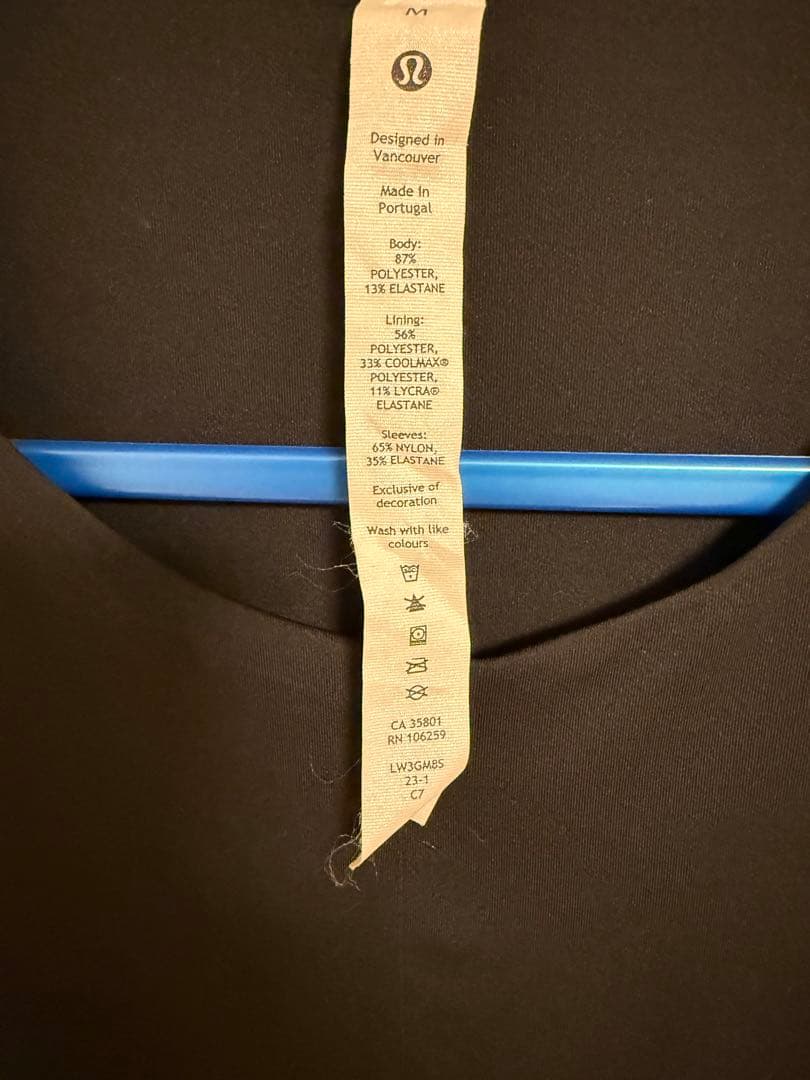 M
Designed in
Vancouver
Made in
Portugal
Body:
87%
POLYESTER,
13% ELASTANE
Lining:
56%
POLYESTER,
33% COOLMAX®
POLYESTER,
11% LYCRA®
ELASTANE
Sleeves:
65% NYLON,
35% ELASTANE
Exclusive of
decoration
Wash with like
colours
CA 35801
RN 106259
LW3GM8S
23-1
C7